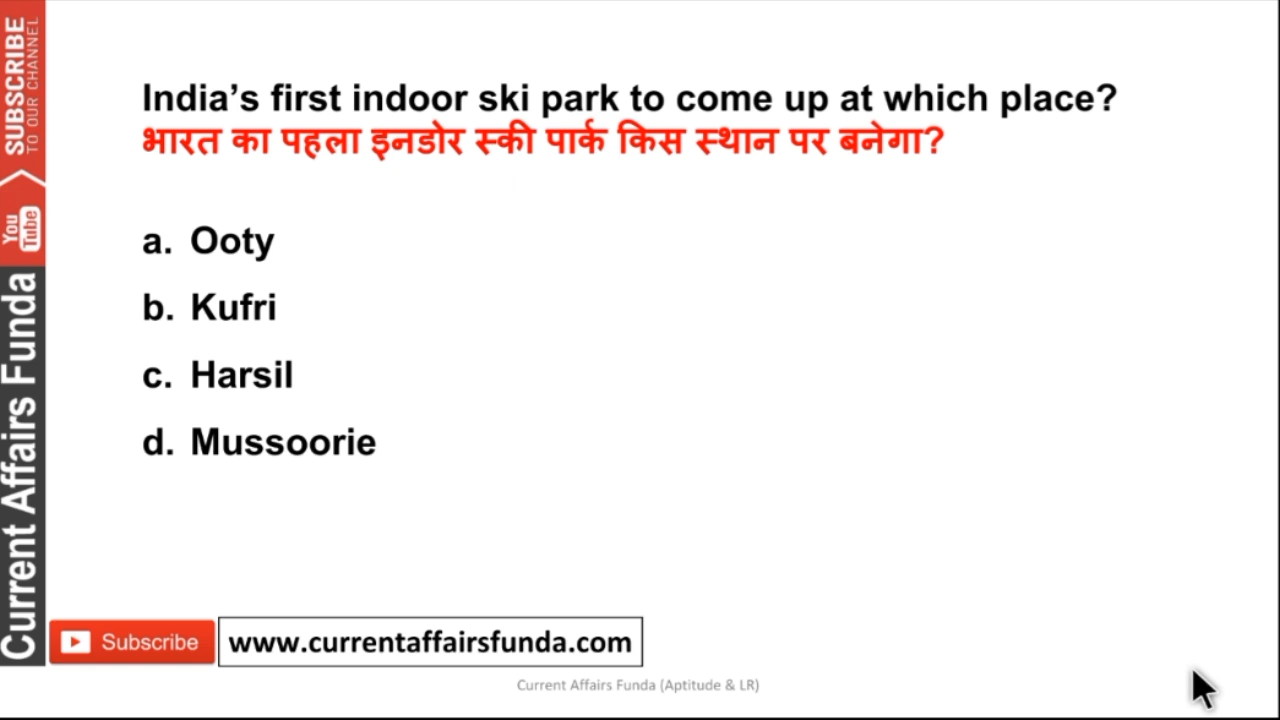 India's first indoor ski park to come up at which place?
भारत का पहला इनडोर स्की पार्क किस स्थान पर बनेगा?
a. Ooty
b. Kufri
c. Harsil
d. Mussoorie
SUBSCRIBE
TO OUR CHANNEL
You
Tube
Current Affairs Funda
Subscribe
www.currentaffairsfunda.com
Current Affairs Funda (Aptitude & LR)